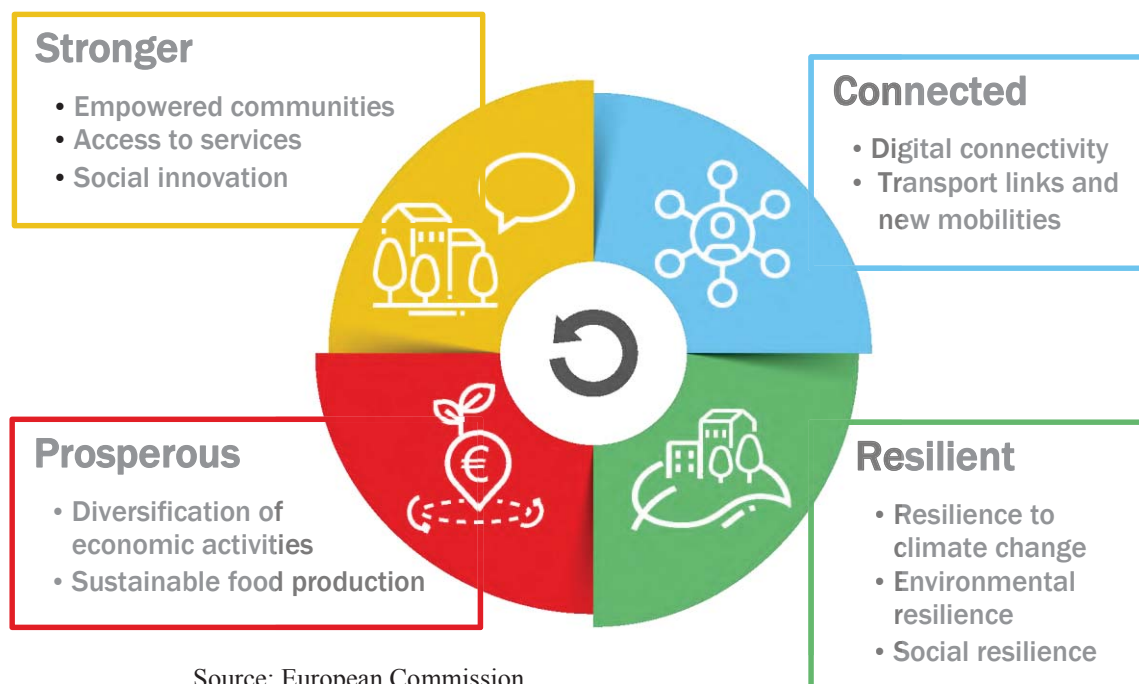 Stronger
• Empowered communities
• Access to services
• Social innovation
Connected
• Digital connectivity
• Transport links and
new mobilities
Prosperous
• Diversification of
economic activities
• Sustainable food production
Resilient
• Resilience to
climate change
• Environmental
resilience
• Social resilience
€
Source: European Commission